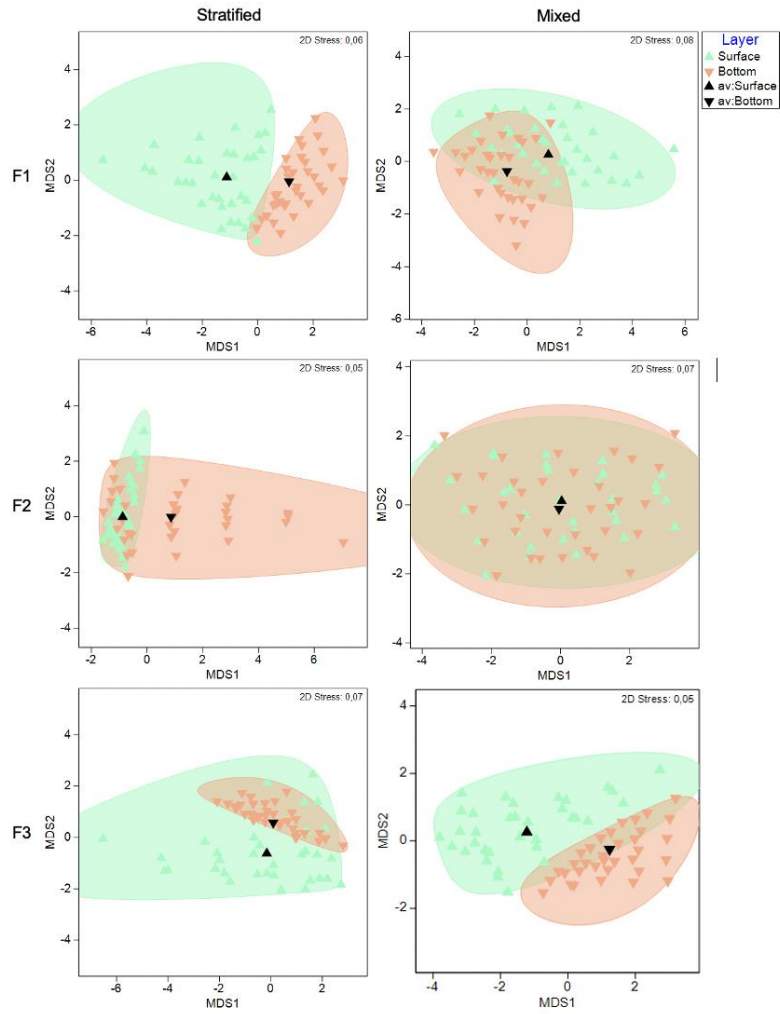 Stratified
Mixed
2D Stress: 0,06
4
2
0
-2
-4
-6 -4 -2 0 2 4
MDS1
MDS2
F1
2D Stress: 0,08
4
2
0
-2
-4
-6
-4 -2 0 2 4 6
MDS1
MDS2
Layer
Surface
Bottom
av:Surface
av:Bottom
F2
2D Stress: 0,05
4
2
0
-2
-4
-2 0 2 4 6
MDS1
MDS2
2D Stress: 0,07
4
2
0
-2
-4
-4 -2 0 2
MDS1
MDS2
F3
2D Stress: 0,07
4
2
0
-2
-4
-6 -4 -2 0 2
MDS1
MDS2
2D Stress: 0,05
4
2
0
-2
-4 -2 0 2
MDS1
MDS2